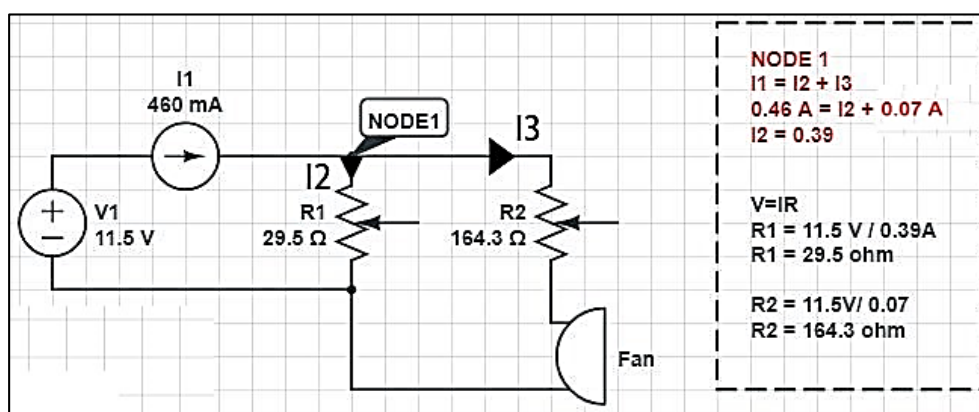 I1
460 mA
NODE1
I3
I2
V1
11.5 V
R1
29.5 Ω
R2
164.3 Ω
Fan
NODE 1
I1 = I2 + I3
0.46 A = I2 + 0.07 A
I2 = 0.39
V=IR
R1 = 11.5 V / 0.39A
R1 = 29.5 ohm
R2 = 11.5V/ 0.07
R2 = 164.3 ohm